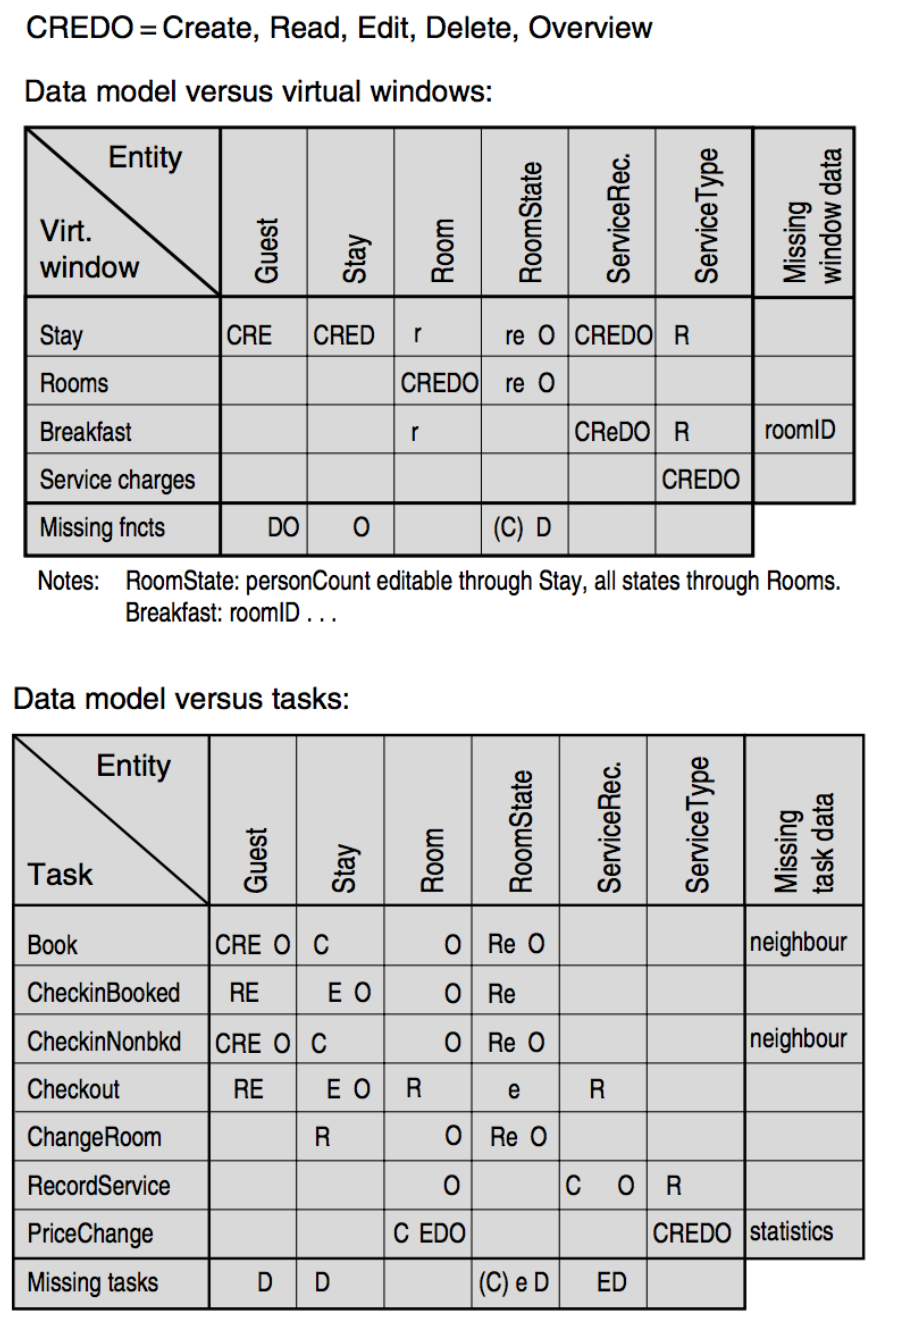 CREDO = Create, Read, Edit, Delete, Overview
Data model versus virtual windows:
Entity
Virt.
window
Guest
Stay
Room
RoomState
ServiceRec.
ServiceType
Missing
window data
Stay CRE CRED r re O CREDO R
Rooms CREDO re O
Breakfast r CReDO R roomID
Service charges CREDO
Missing fncts DO O (C) D
Notes: RoomState: personCount editable through Stay, all states through Rooms.
Breakfast: roomID . . .
Data model versus tasks:
Entity
Task
Guest
Stay
Room
RoomState
ServiceRec.
ServiceType
Missing
task data
Book CRE O C O Re O neighbour
CheckinBooked RE E O O Re
CheckinNonbkd CRE O C O Re O neighbour
Checkout RE E O R e R
ChangeRoom R O Re O
RecordService O C O R
PriceChange C EDO CREDO statistics
Missing tasks D D (C) e D ED